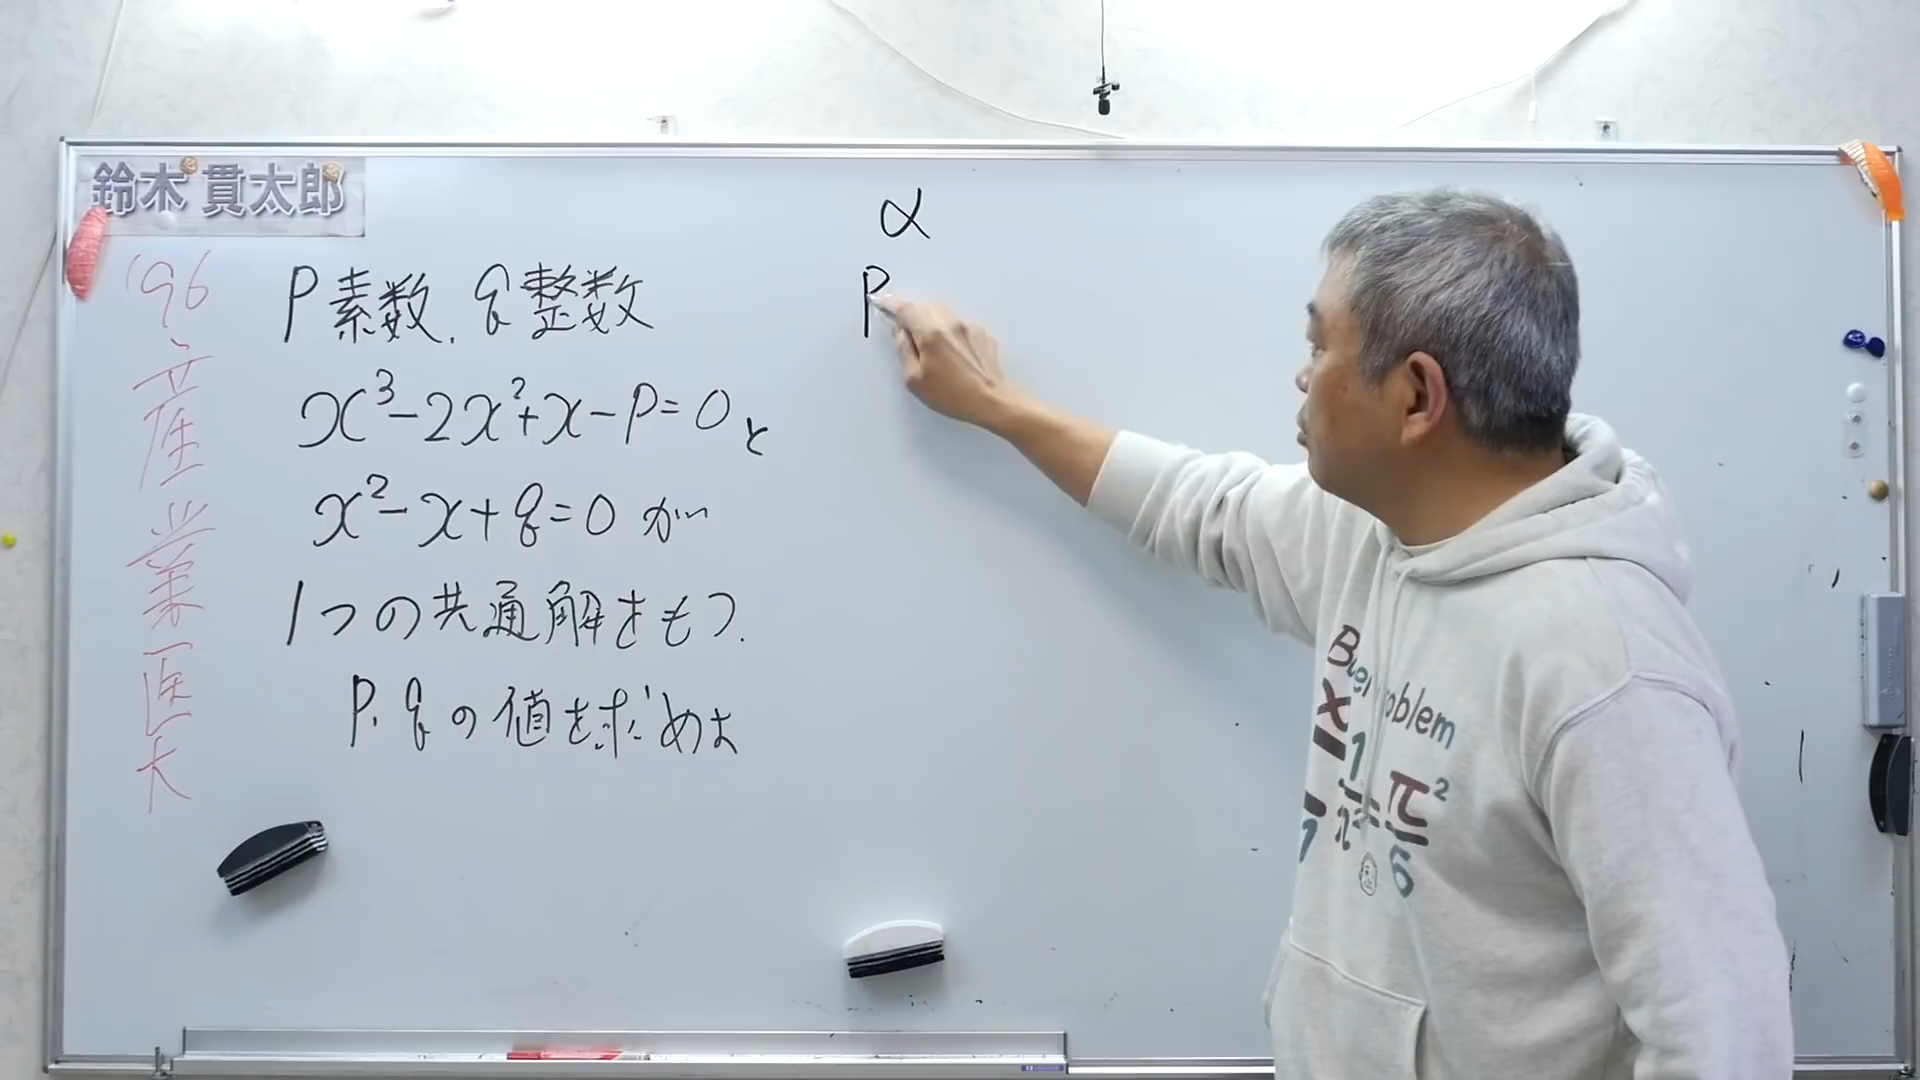 鈴木 貫太郎
'96 産業医大
P素数. q整数
x³-2x²+x-P=0と
x²-x+q=0が
1つの共通解をもつ.
P. qの値を求めよ
α
P